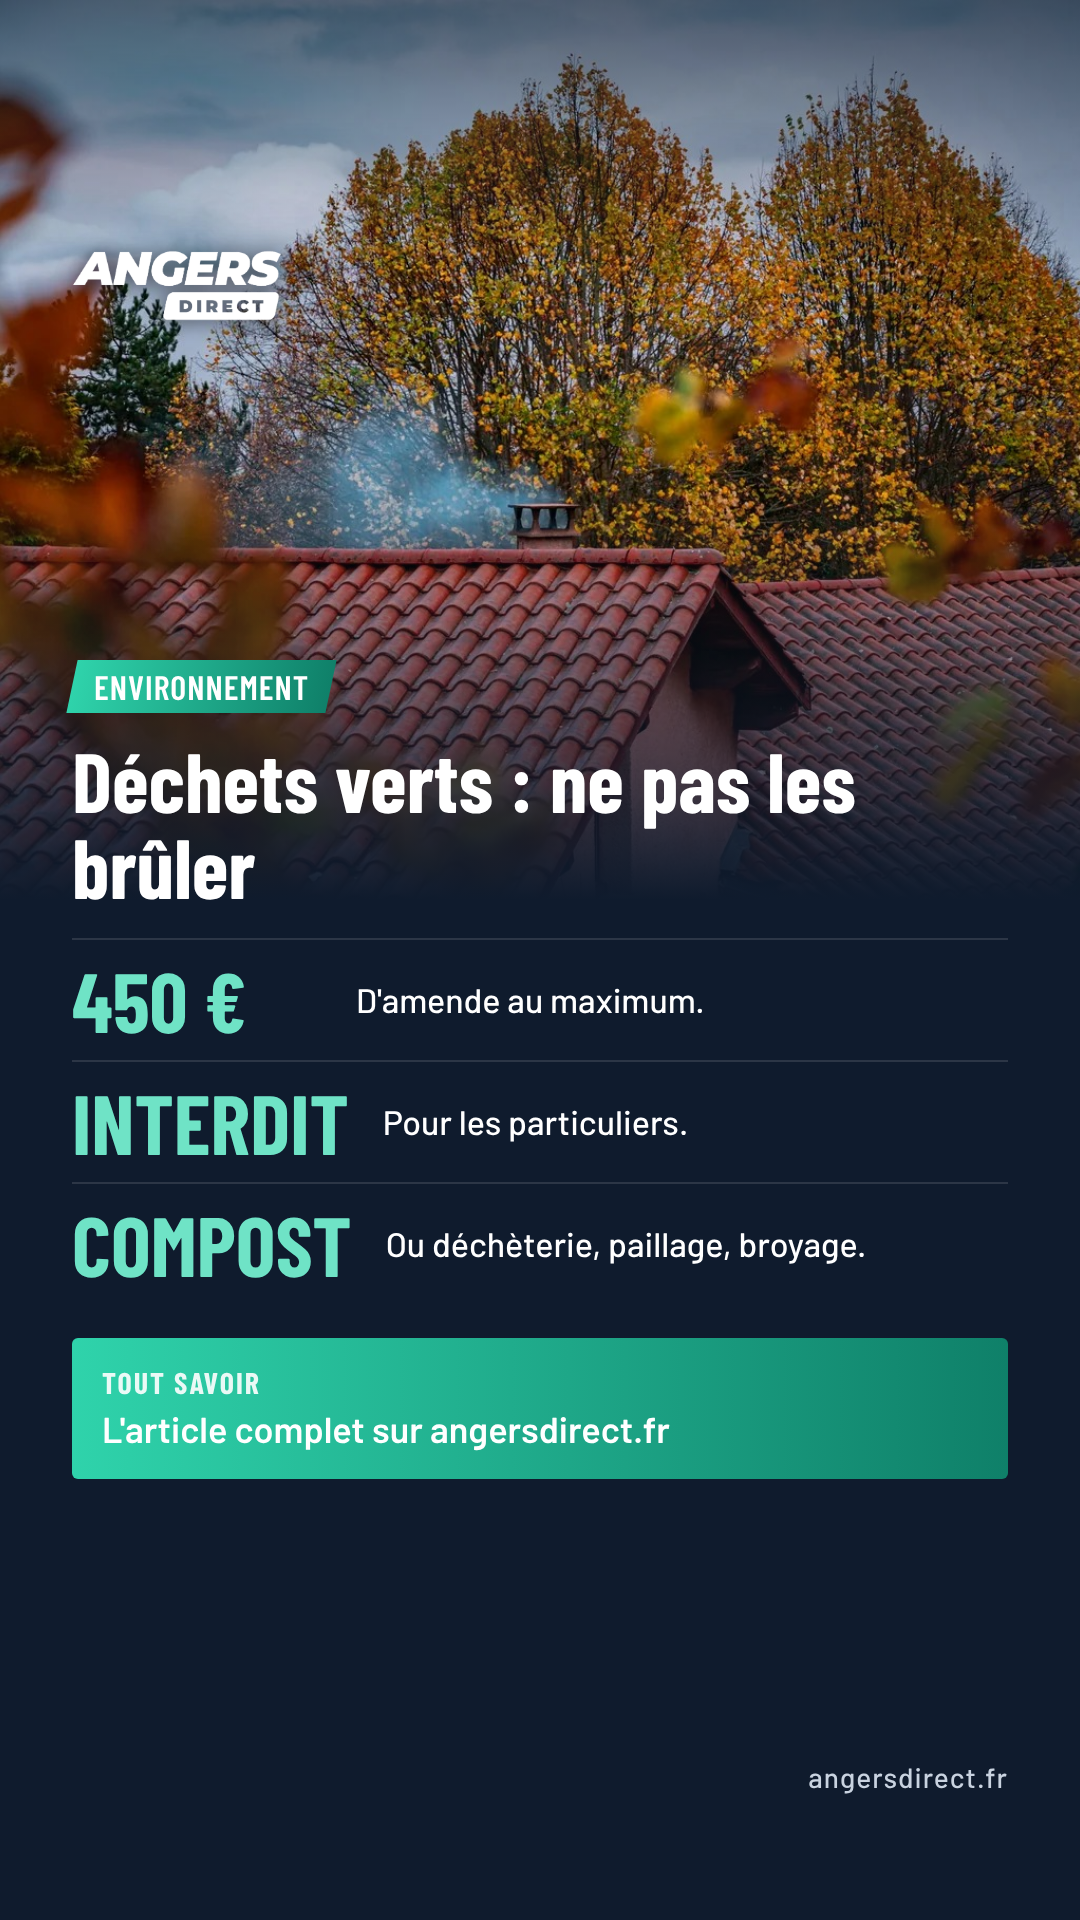 ANGERS
DIRECT
ENVIRONNEMENT
Déchets verts : ne pas les
brûler
450 € D'amende au maximum.
INTERDIT Pour les particuliers.
COMPOST Ou déchèterie, paillage, broyage.
TOUT SAVOIR
L'article complet sur angersdirect.fr
angersdirect.fr